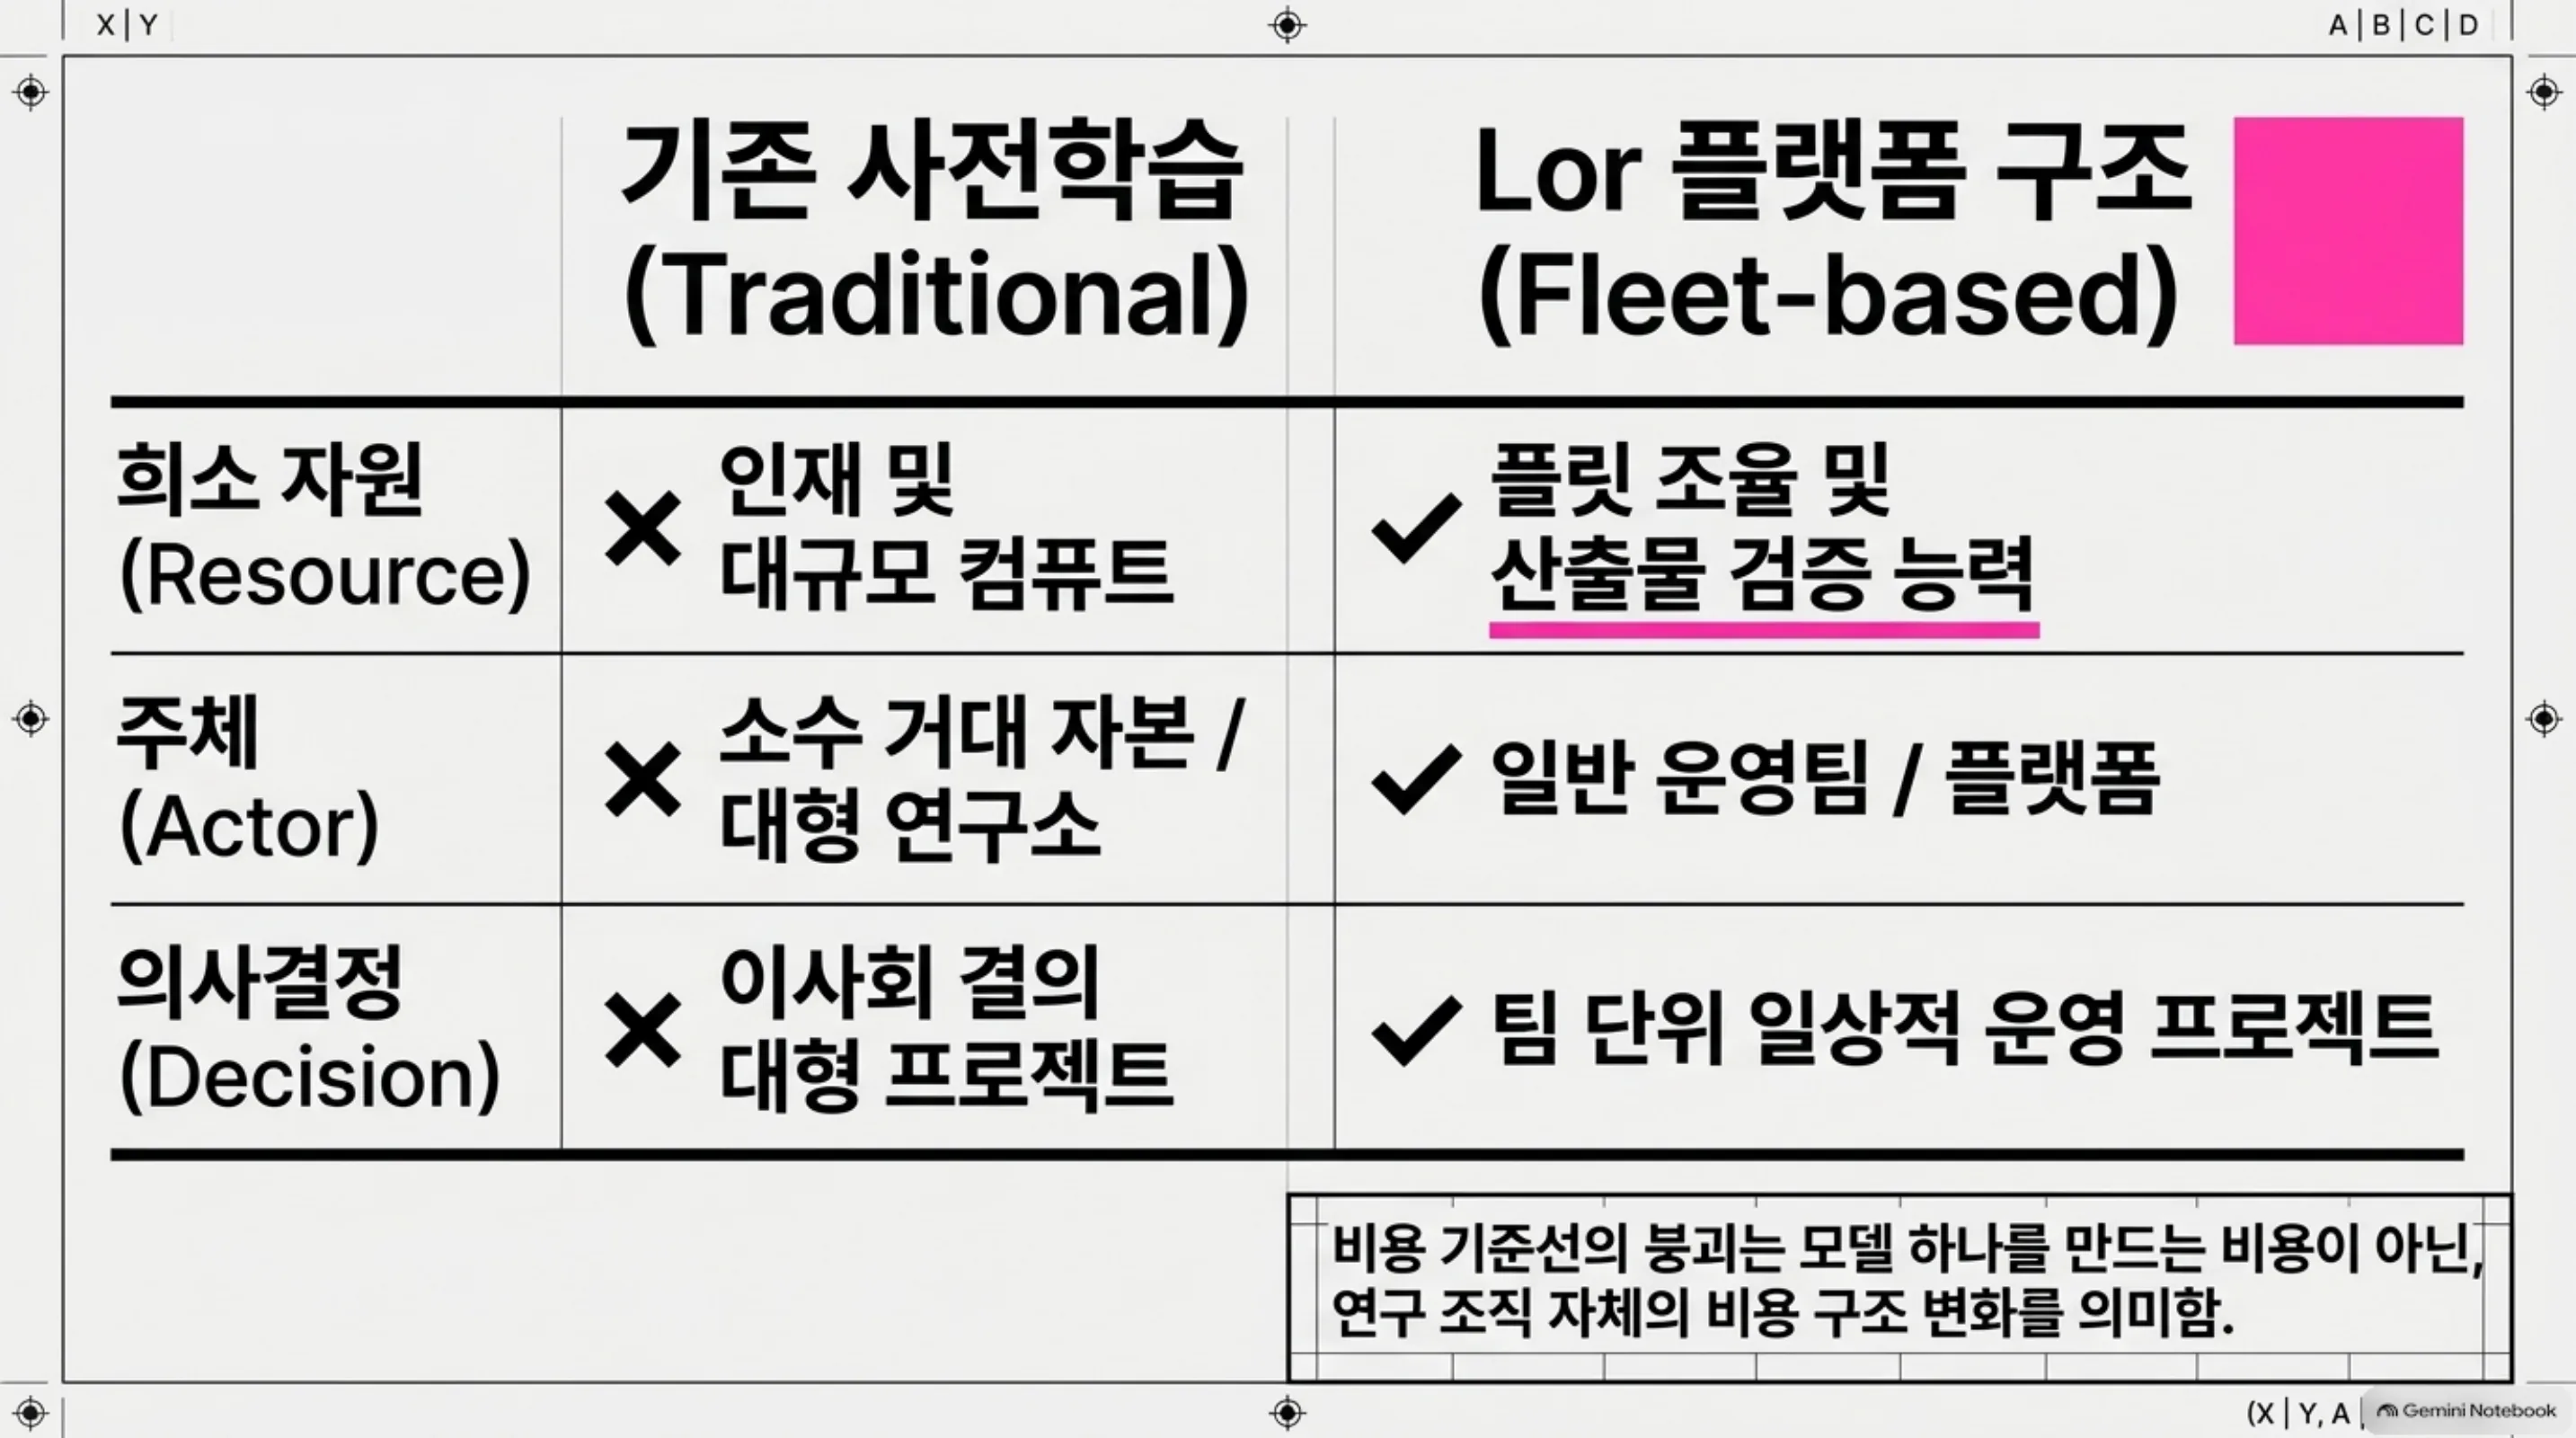 X | Y
A | B | C | D
기존 사전학습
(Traditional)
Lor 플랫폼 구조
(Fleet-based)
희소 자원
(Resource)
인재 및
대규모 컴퓨트
플릿 조율 및
산출물 검증 능력
주체
(Actor)
소수 거대 자본 /
대형 연구소
일반 운영팀 / 플랫폼
의사결정
(Decision)
이사회 결의
대형 프로젝트
팀 단위 일상적 운영 프로젝트
비용 기준선의 붕괴는 모델 하나를 만드는 비용이 아닌,
연구 조직 자체의 비용 구조 변화를 의미함.
(X | Y, A
Gemini Notebook